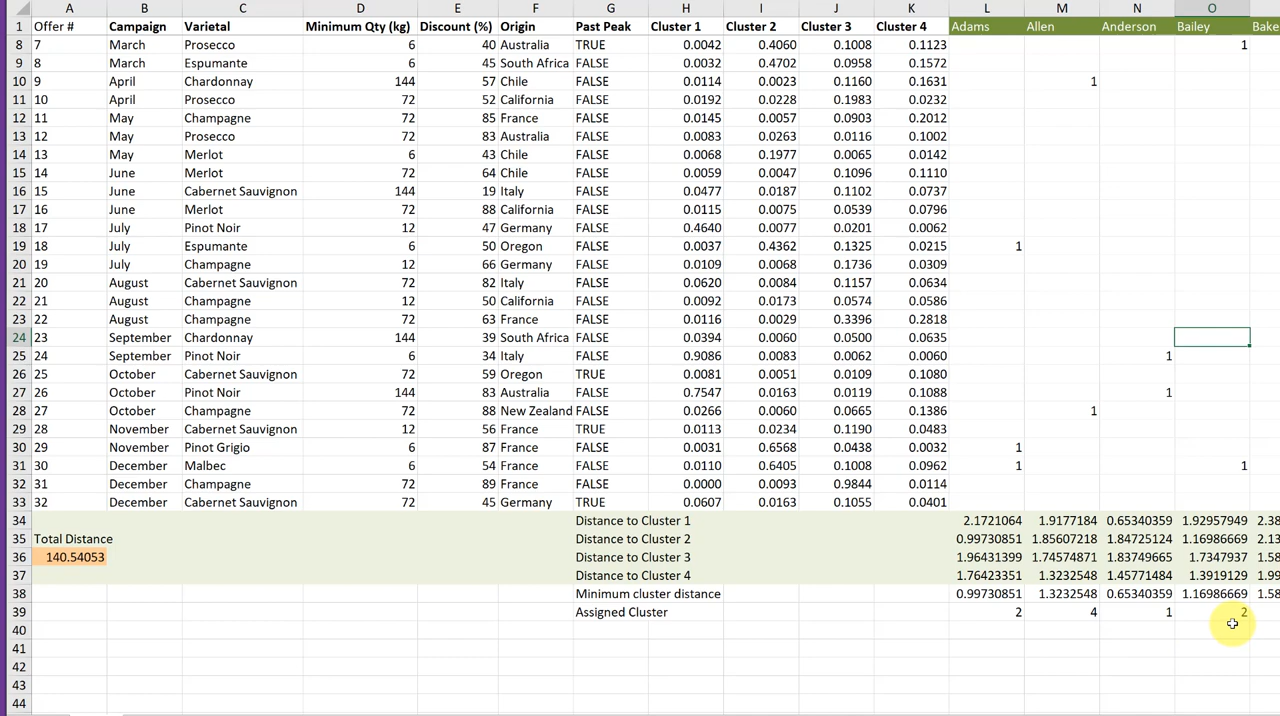 A B C D E F G H I J K L M N O
1 Offer # Campaign Varietal Minimum Qty (kg) Discount (%) Origin Past Peak Cluster 1 Cluster 2 Cluster 3 Cluster 4 Adams Allen Anderson Bailey Bake
8 7 March Prosecco 6 40 Australia TRUE 0.0042 0.4060 0.1008 0.1123 1
9 8 March Espumante 6 45 South Africa FALSE 0.0032 0.4702 0.0958 0.1572
10 9 April Chardonnay 144 57 Chile FALSE 0.0114 0.0023 0.1160 0.1631 1
11 10 April Prosecco 72 52 California FALSE 0.0192 0.0228 0.1983 0.0232
12 11 May Champagne 72 85 France FALSE 0.0145 0.0057 0.0903 0.2012
13 12 May Prosecco 72 83 Australia FALSE 0.0083 0.0263 0.0116 0.1002
14 13 May Merlot 6 43 Chile FALSE 0.0068 0.1977 0.0065 0.0142
15 14 June Merlot 72 64 Chile FALSE 0.0059 0.0047 0.1096 0.1110
16 15 June Cabernet Sauvignon 144 19 Italy FALSE 0.0477 0.0187 0.1102 0.0737
17 16 June Merlot 72 88 California FALSE 0.0115 0.0075 0.0539 0.0796
18 17 July Pinot Noir 12 47 Germany FALSE 0.4640 0.0077 0.0201 0.0062
19 18 July Espumante 6 50 Oregon FALSE 0.0037 0.4362 0.1325 0.0215 1
20 19 July Champagne 12 66 Germany FALSE 0.0109 0.0068 0.1736 0.0309
21 20 August Cabernet Sauvignon 72 82 Italy FALSE 0.0620 0.0084 0.1157 0.0634
22 21 August Champagne 12 50 California FALSE 0.0092 0.0173 0.0574 0.0586
23 22 August Champagne 72 63 France FALSE 0.0116 0.0029 0.3396 0.2818
24 23 September Chardonnay 144 39 South Africa FALSE 0.0394 0.0060 0.0500 0.0635
25 24 September Pinot Noir 6 34 Italy FALSE 0.9086 0.0083 0.0062 0.0060 1
26 25 October Cabernet Sauvignon 72 59 Oregon TRUE 0.0081 0.0051 0.0109 0.1080
27 26 October Pinot Noir 144 83 Australia FALSE 0.7547 0.0163 0.0119 0.1088 1
28 27 October Champagne 72 88 New Zealand FALSE 0.0266 0.0060 0.0665 0.1386 1
29 28 November Cabernet Sauvignon 12 56 France TRUE 0.0113 0.0234 0.1190 0.0483
30 29 November Pinot Grigio 6 87 France FALSE 0.0031 0.6568 0.0438 0.0032 1
31 30 December Malbec 6 54 France FALSE 0.0110 0.6405 0.1008 0.0962 1 1
32 31 December Champagne 72 89 France FALSE 0.0000 0.0093 0.9844 0.0114
33 32 December Cabernet Sauvignon 72 45 Germany TRUE 0.0607 0.0163 0.1055 0.0401
34 Distance to Cluster 1 2.1721064 1.9177184 0.65340359 1.92957949 2.38
35 Total Distance Distance to Cluster 2 0.99730851 1.85607218 1.84725124 1.16986669 2.13
36 140.54053 Distance to Cluster 3 1.96431399 1.74574871 1.83749665 1.7347937 1.58
37 Distance to Cluster 4 1.76423351 1.3232548 1.45771484 1.3919129 1.99
38 Minimum cluster distance 0.99730851 1.3232548 0.65340359 1.16986669 1.58
39 Assigned Cluster 2 4 1 2
40
41
42
43
44